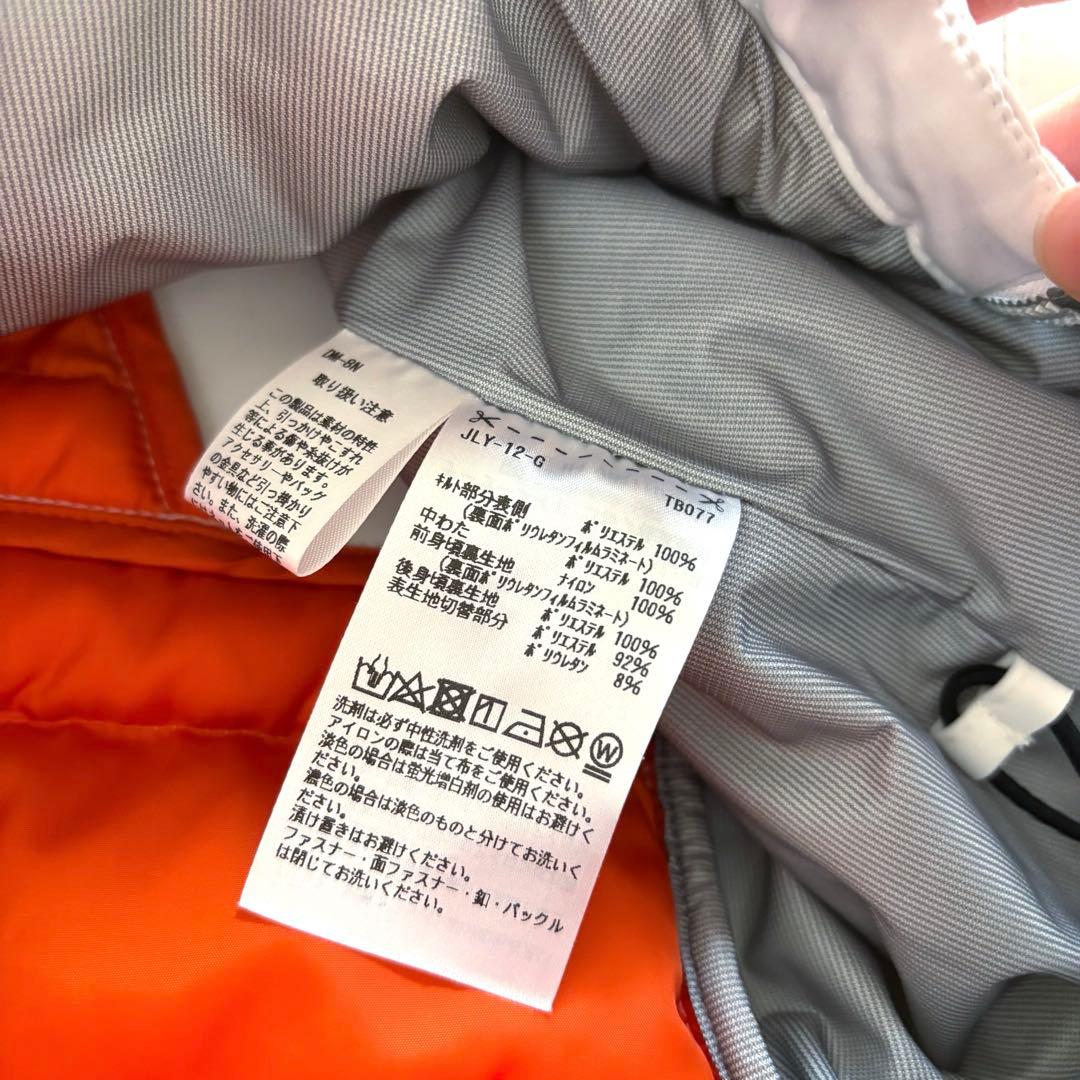 DM-8N
取り扱い注意
この製品は素材の特性
上、引っかけやこすれ
等による傷や糸抜けが
生じる事があります。
アクセサリーやバッグ
の金具など引っ掛かり
やすい物にはご注意下
さい。また、洗濯の際
JLY-12-G
TB077
ｷﾙﾄ部分裏側 ﾎﾟﾘｴｽﾃﾙ 100%
(裏面ﾎﾟﾘｳﾚﾀﾝﾌｨﾙﾑﾗﾐﾈｰﾄ)
中わた ﾎﾟﾘｴｽﾃﾙ 100%
前身頃裏生地 ﾅｲﾛﾝ 100%
(裏面ﾎﾟﾘｳﾚﾀﾝﾌｨﾙﾑﾗﾐﾈｰﾄ)
後身頃裏生地 ﾎﾟﾘｴｽﾃﾙ 100%
表生地切替部分 ﾎﾟﾘｴｽﾃﾙ 92%
ﾎﾟﾘｳﾚﾀﾝ 8%
W
洗剤は必ず中性洗剤をご使用ください。
アイロンの際は当て布をご使用ください。
淡色の場合は蛍光増白剤の使用はお避けく
ださい。
濃色の場合は淡色のものと分けてお洗いく
ださい。
漬け置きはお避けください。
ファスナー・面ファスナー・釦・バックル
は閉じてお洗いください。